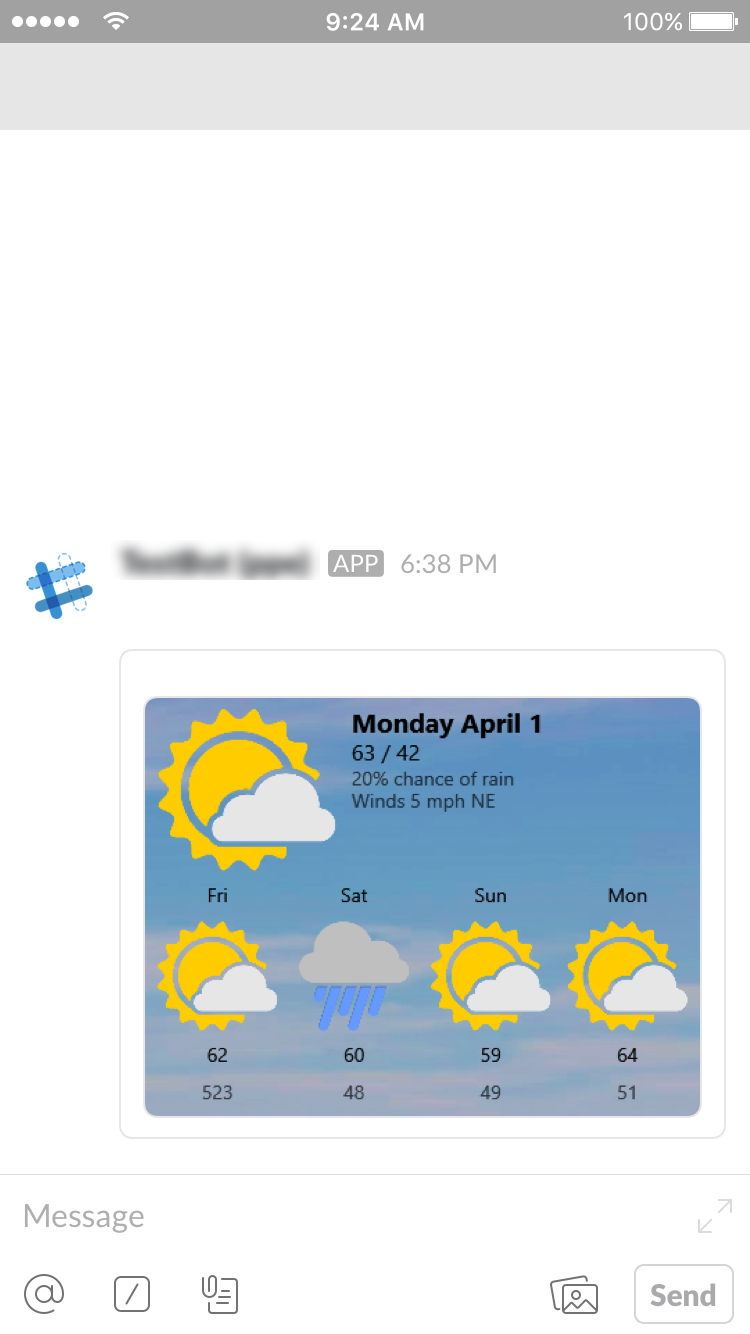 9:24 AM
100%
APP 6:38 PM
Monday April 1
63 / 42
20% chance of rain
Winds 5 mph NE
Fri Sat Sun Mon
62 60 59 64
523 48 49 51
Message
Send